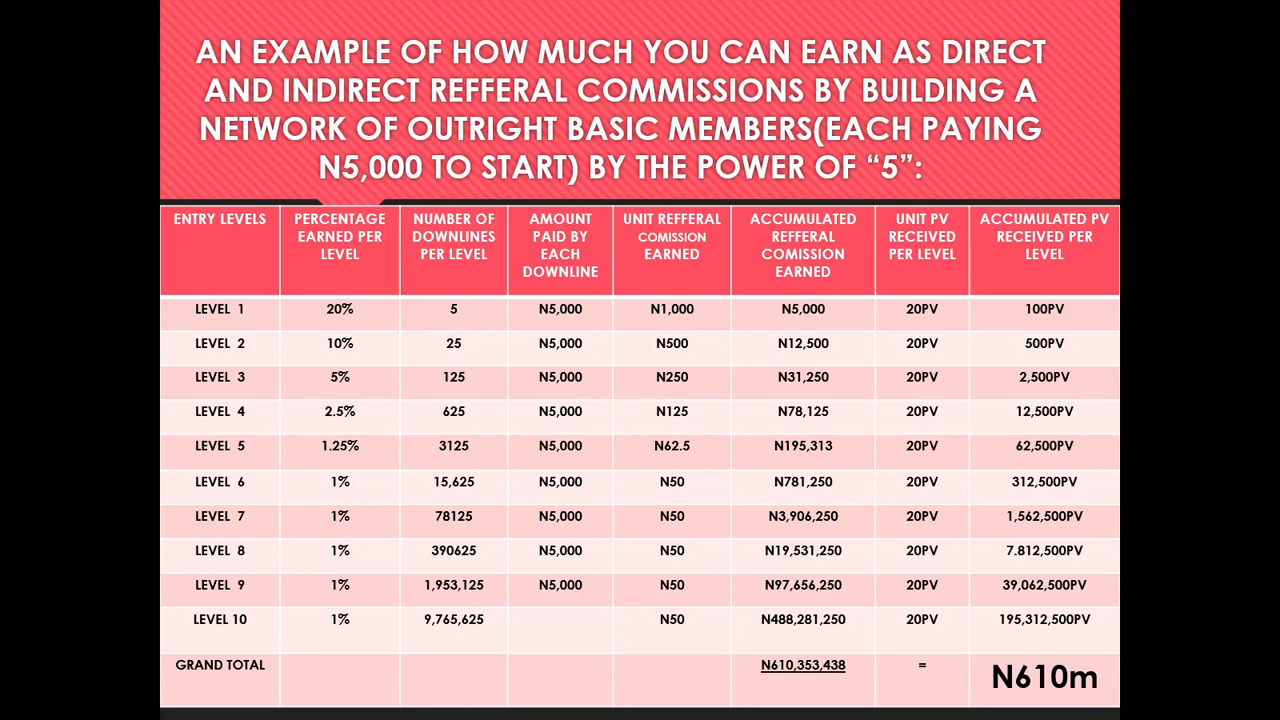 AN EXAMPLE OF HOW MUCH YOU CAN EARN AS DIRECT
AND INDIRECT REFFERAL COMMISSIONS BY BUILDING A
NETWORK OF OUTRIGHT BASIC MEMBERS(EACH PAYING
N5,000 TO START) BY THE POWER OF “5”:
ENTRY LEVELS PERCENTAGE EARNED PER LEVEL NUMBER OF DOWNLINES PER LEVEL AMOUNT PAID BY EACH DOWNLINE UNIT REFFERAL COMISSION EARNED ACCUMULATED REFFERAL COMISSION EARNED UNIT PV RECEIVED PER LEVEL ACCUMULATED PV RECEIVED PER LEVEL
LEVEL 1 20% 5 N5,000 N1,000 N5,000 20PV 100PV
LEVEL 2 10% 25 N5,000 N500 N12,500 20PV 500PV
LEVEL 3 5% 125 N5,000 N250 N31,250 20PV 2,500PV
LEVEL 4 2.5% 625 N5,000 N125 N78,125 20PV 12,500PV
LEVEL 5 1.25% 3125 N5,000 N62.5 N195,313 20PV 62,500PV
LEVEL 6 1% 15,625 N5,000 N50 N781,250 20PV 312,500PV
LEVEL 7 1% 78125 N5,000 N50 N3,906,250 20PV 1,562,500PV
LEVEL 8 1% 390625 N5,000 N50 N19,531,250 20PV 7.812,500PV
LEVEL 9 1% 1,953,125 N5,000 N50 N97,656,250 20PV 39,062,500PV
LEVEL 10 1% 9,765,625 N50 N488,281,250 20PV 195,312,500PV
GRAND TOTAL N610,353,438 = N610m